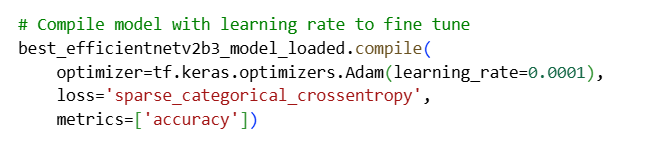 # Compile model with learning rate to fine tune
best_efficientnetv2b3_model_loaded.compile(
    optimizer=tf.keras.optimizers.Adam(learning_rate=0.0001),
    loss='sparse_categorical_crossentropy',
    metrics=['accuracy'])